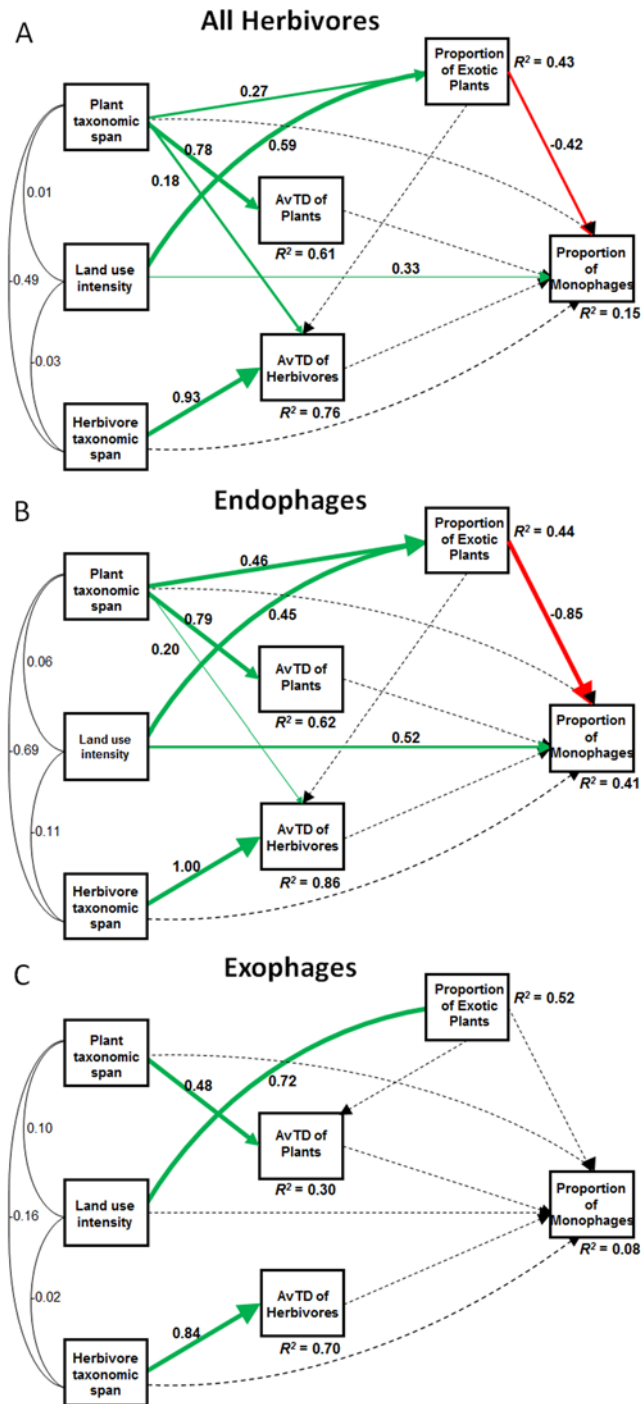 A
All Herbivores
Plant
taxonomic
span
Proportion
of Exotic
Plants
R² = 0.43
0.27
0.78
0.59
0.18
-0.42
0.01
AvTD of
Plants
R² = 0.61
-0.49
Land use
intensity
0.33
Proportion
of
Monophages
R² = 0.15
-0.03
AvTD of
Herbivores
R² = 0.76
0.93
Herbivore
taxonomic
span
B
Endophages
Plant
taxonomic
span
Proportion
of Exotic
Plants
R² = 0.44
0.46
0.79
0.45
0.20
-0.85
0.06
AvTD of
Plants
R² = 0.62
-0.69
Land use
intensity
0.52
Proportion
of
Monophages
R² = 0.41
-0.11
AvTD of
Herbivores
R² = 0.86
1.00
Herbivore
taxonomic
span
C
Exophages
Plant
taxonomic
span
Proportion
of Exotic
Plants
R² = 0.52
0.48
0.72
0.10
AvTD of
Plants
R² = 0.30
-0.16
Land use
intensity
Proportion
of
Monophages
R² = 0.08
-0.02
AvTD of
Herbivores
R² = 0.70
0.84
Herbivore
taxonomic
span